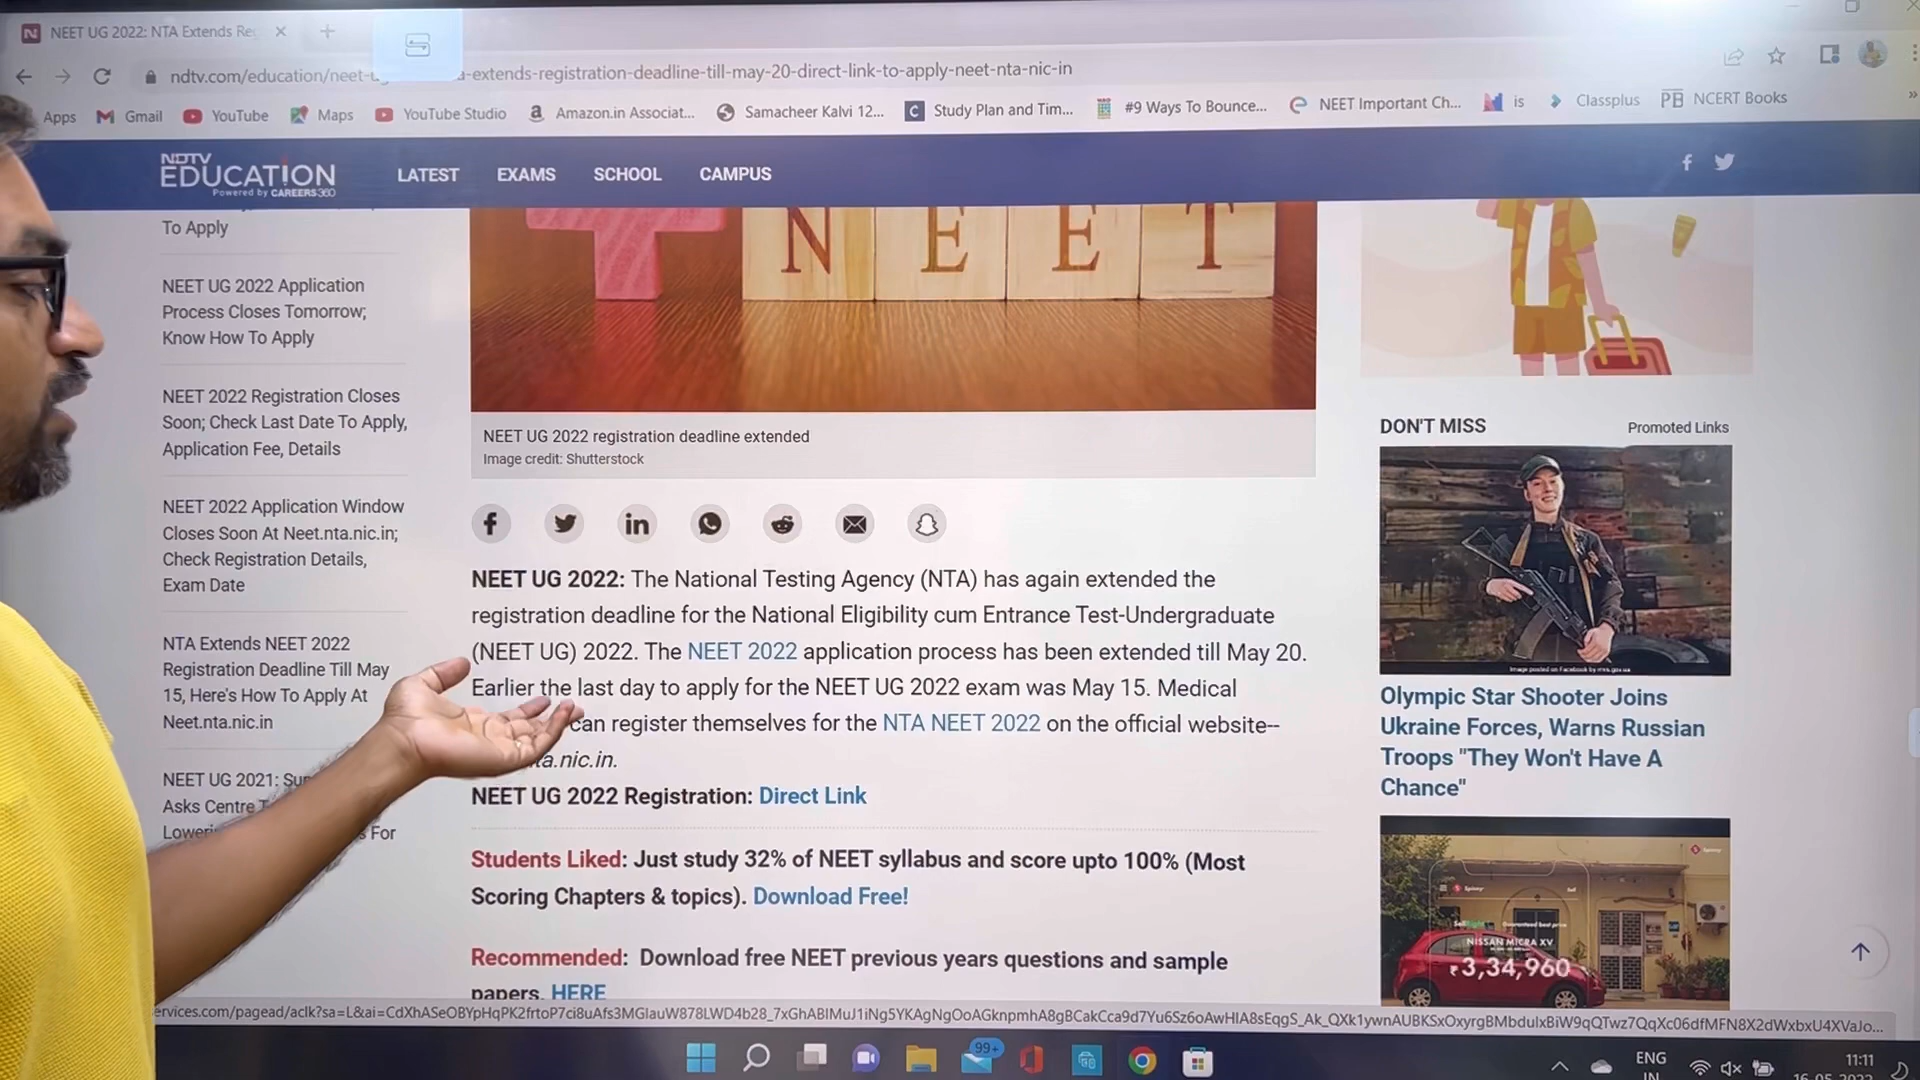 NEET UG 2022: NTA Extends Re
ndtv.com/education/neet-
-extends-registration-deadline-till-may-20-direct-link-to-apply-neet-nta-nic-in
Apps
Gmail
YouTube
Maps
YouTube Studio
Amazon.in Associat...
Samacheer Kalvi 12...
Study Plan and Tim...
#9 Ways To Bounce...
NEET Important Ch...
is
Classplus
NCERT Books
NDTV
EDUCATION
Powered by CAREERS360
LATEST
EXAMS
SCHOOL
CAMPUS
To Apply
NEET UG 2022 Application
Process Closes Tomorrow;
Know How To Apply
NEET 2022 Registration Closes
Soon; Check Last Date To Apply,
Application Fee, Details
NEET 2022 Application Window
Closes Soon At Neet.nta.nic.in;
Check Registration Details,
Exam Date
NTA Extends NEET 2022
Registration Deadline Till May
15, Here's How To Apply At
Neet.nta.nic.in
NEET UG 2021:
Asks Centre
For
NEET
NEET UG 2022 registration deadline extended
Image credit: Shutterstock
NEET UG 2022: The National Testing Agency (NTA) has again extended the
registration deadline for the National Eligibility cum Entrance Test-Undergraduate
(NEET UG) 2022. The NEET 2022 application process has been extended till May 20.
Earlier the last day to apply for the NEET UG 2022 exam was May 15. Medical
can register themselves for the NTA NEET 2022 on the official website--
ta.nic.in.
NEET UG 2022 Registration: Direct Link
Students Liked: Just study 32% of NEET syllabus and score upto 100% (Most
Scoring Chapters & topics). Download Free!
Recommended: Download free NEET previous years questions and sample
papers. HERE
DON'T MISS
Promoted Links
Olympic Star Shooter Joins
Ukraine Forces, Warns Russian
Troops "They Won't Have A
Chance"
NISSAN MICRA XV
₹3,34,960
99+
ENG
IN
11:11
16-05-2022